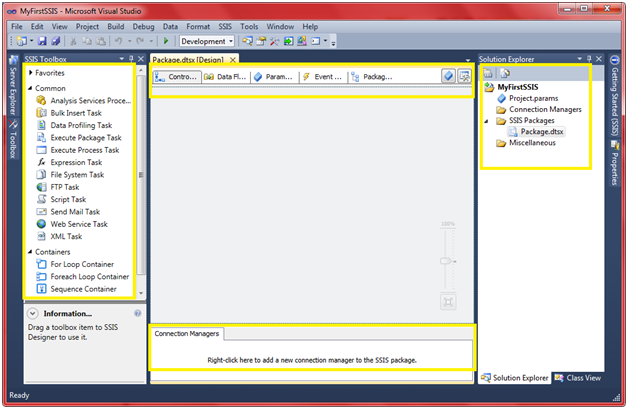 MyFirstSSIS - Microsoft Visual Studio
File Edit View Project Build Debug Data Format SSIS Tools Window Help
Development
Server Explorer
Toolbox
SSIS Toolbox
Favorites
Common
Analysis Services Proce...
Bulk Insert Task
Data Profiling Task
Execute Package Task
Execute Process Task
Expression Task
File System Task
FTP Task
Script Task
Send Mail Task
Web Service Task
XML Task
Containers
For Loop Container
Foreach Loop Container
Sequence Container
Information...
Drag a toolbox item to SSIS
Designer to use it.
Package.dtsx [Design]
Contro... Data Fl... Param... Event ... Packag...
100%
Connection Managers
Right-click here to add a new connection manager to the SSIS package.
Solution Explorer
MyFirstSSIS
Project.params
Connection Managers
SSIS Packages
Package.dtsx
Miscellaneous
Solution Explorer Class View
Getting Started (SSIS)
Properties
Ready